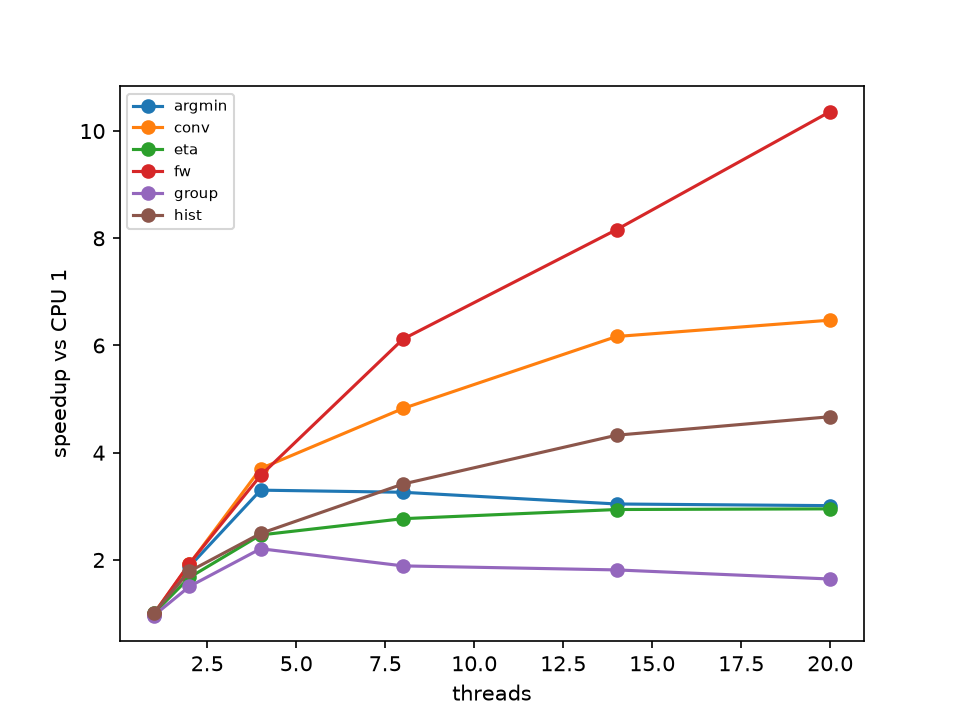 argmin
conv
eta
fw
group
hist
10
8
6
4
2
speedup vs CPU 1
2.5 5.0 7.5 10.0 12.5 15.0 17.5 20.0
threads